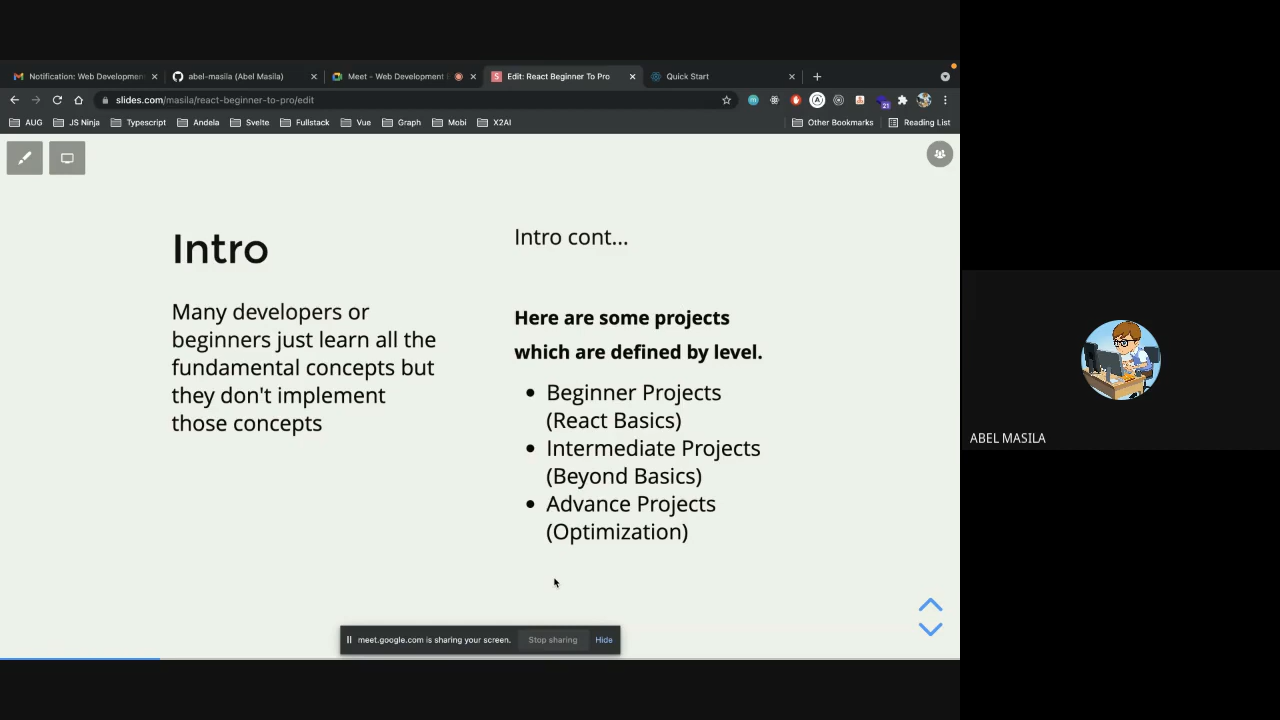 Notification: Web Developmen
abel-masila (Abel Masila)
Meet - Web Development
Edit: React Beginner To Pro
Quick Start
slides.com/masila/react-beginner-to-pro/edit
21
AUG
JS Ninja
Typescript
Andela
Svelte
Fullstack
Vue
Graph
Mobi
X2AI
Other Bookmarks
Reading List
Intro
Many developers or
beginners just learn all the
fundamental concepts but
they don't implement
those concepts
Intro cont...
Here are some projects
which are defined by level.
• Beginner Projects
(React Basics)
• Intermediate Projects
(Beyond Basics)
• Advance Projects
(Optimization)
meet.google.com is sharing your screen.
Stop sharing
Hide
ABEL MASILA